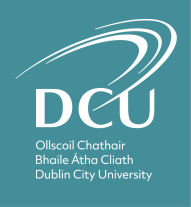 DCU
Ollscoil Chathair
Bhaile Átha Cliath
Dublin City University